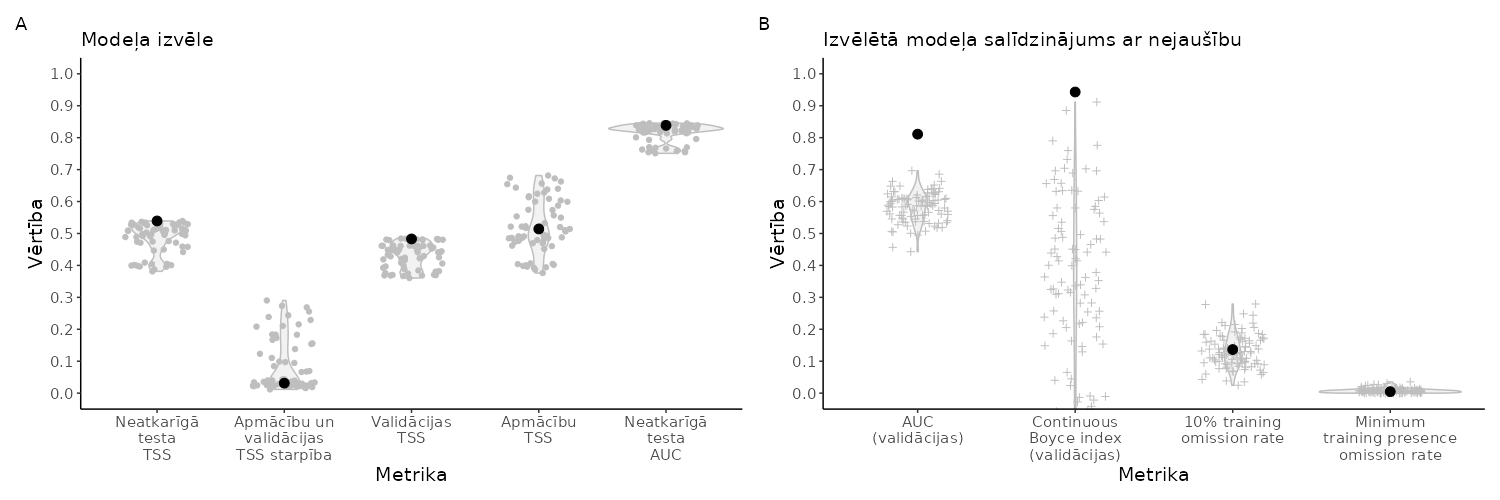 A
Modeļa izvēle
Vērtība
1.0
0.9
0.8
0.7
0.6
0.5
0.4
0.3
0.2
0.1
0.0
Neatkarīgā
testa
TSS
Apmācību un
validācijas
TSS starpība
Validācijas
TSS
Apmācību
TSS
Neatkarīgā
testa
AUC
Metrika
B
Izvēlētā modeļa salīdzinājums ar nejaušību
Vērtība
1.0
0.9
0.8
0.7
0.6
0.5
0.4
0.3
0.2
0.1
0.0
AUC
(validācijas)
Continuous
Boyce index
(validācijas)
10% training
omission rate
Minimum
training presence
omission rate
Metrika